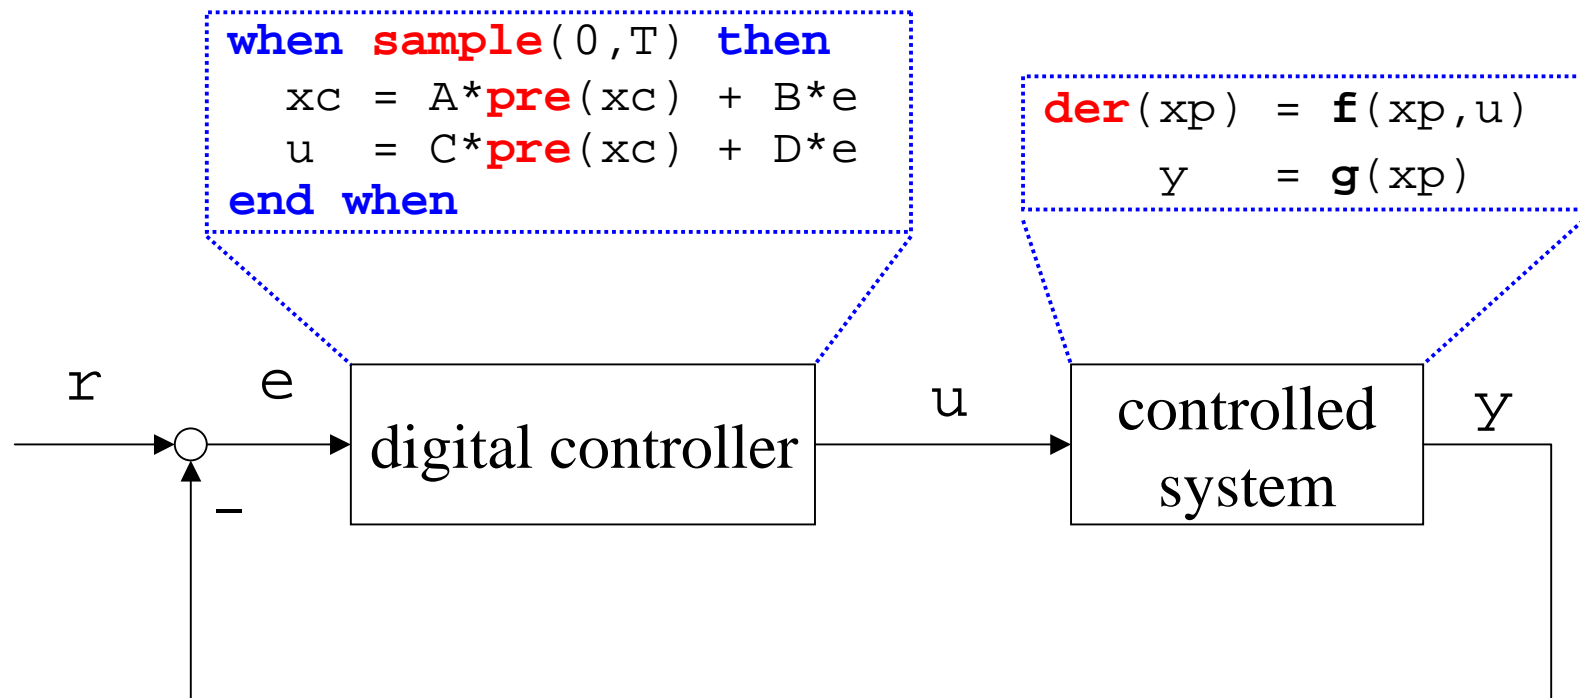 when sample(0,T) then
xc = A*pre(xc) + B*e
u = C*pre(xc) + D*e
end when
der(xp) = f(xp,u)
y = g(xp)
r
e
digital controller
u
controlled
system
y
-